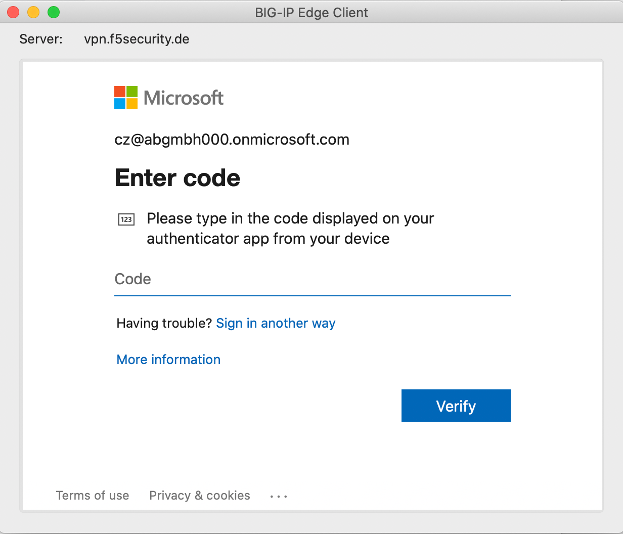 BIG-IP Edge Client
Server: vpn.f5security.de
Microsoft
cz@abgmbh000.onmicrosoft.com
Enter code
123
Please type in the code displayed on your
authenticator app from your device
Code
Having trouble? Sign in another way
More information
Verify
Terms of use Privacy & cookies ...